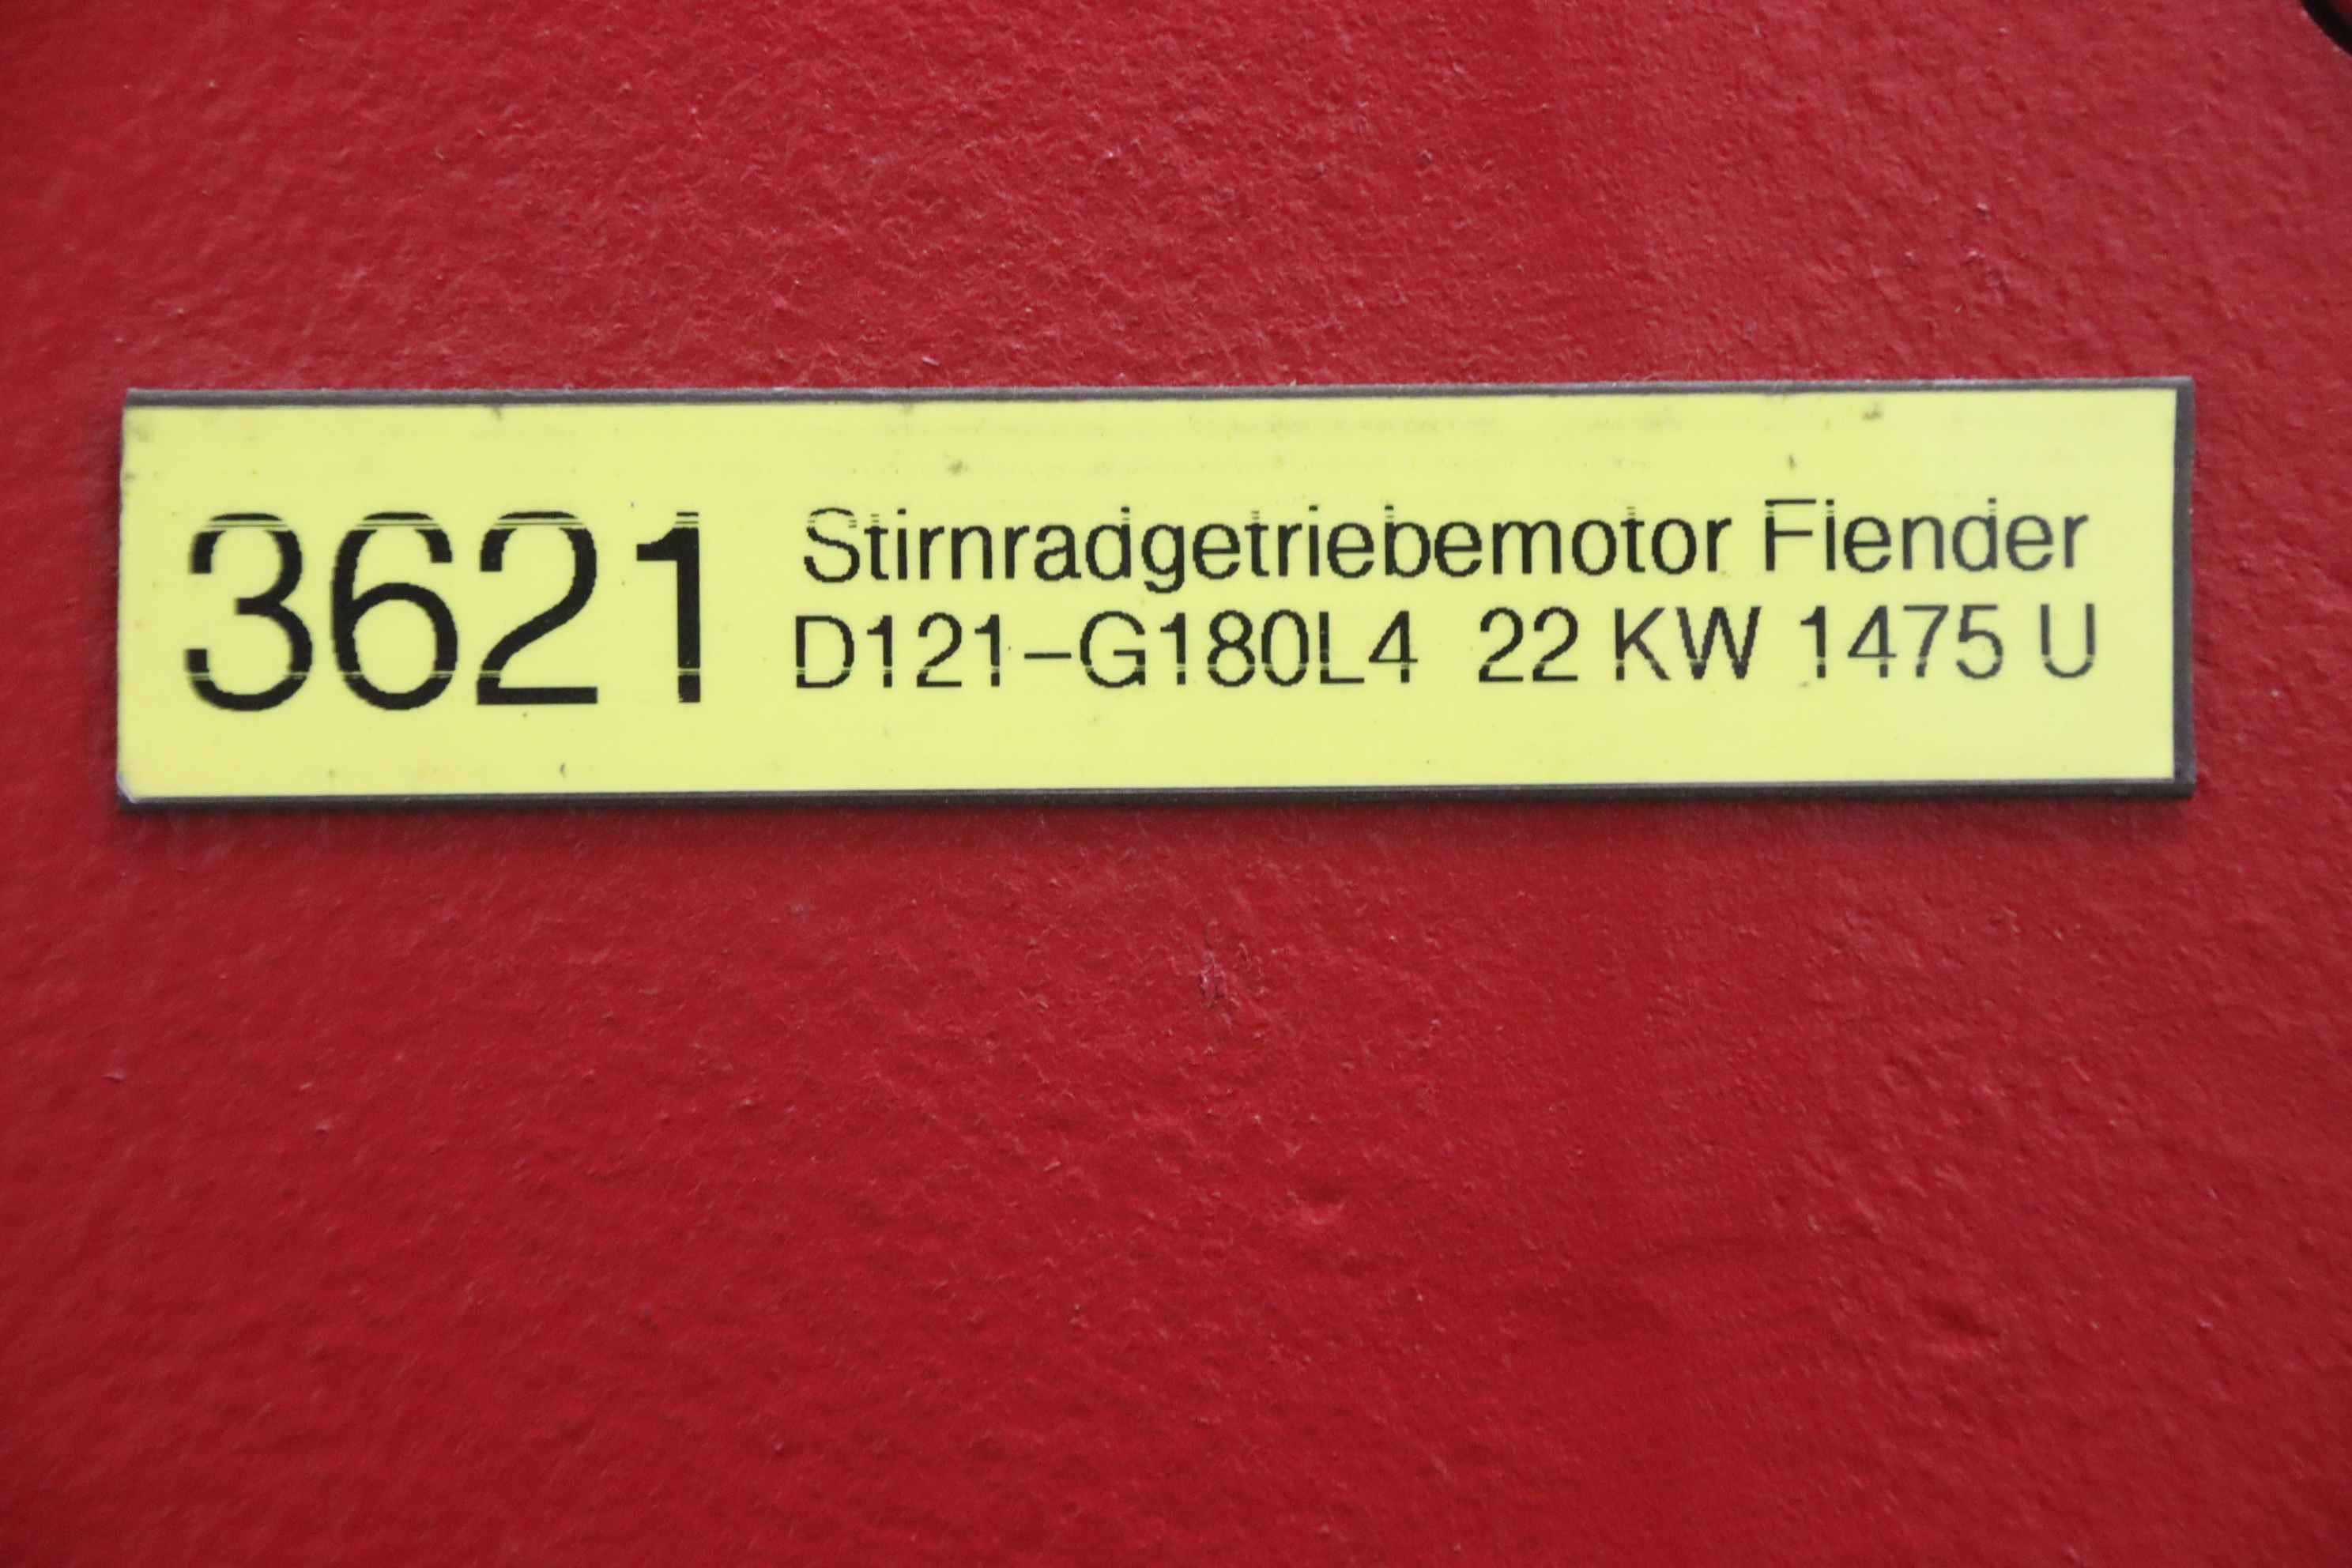 3621
Stirnradgetriebemotor Flender
D121-G180L4 22 KW 1475 U